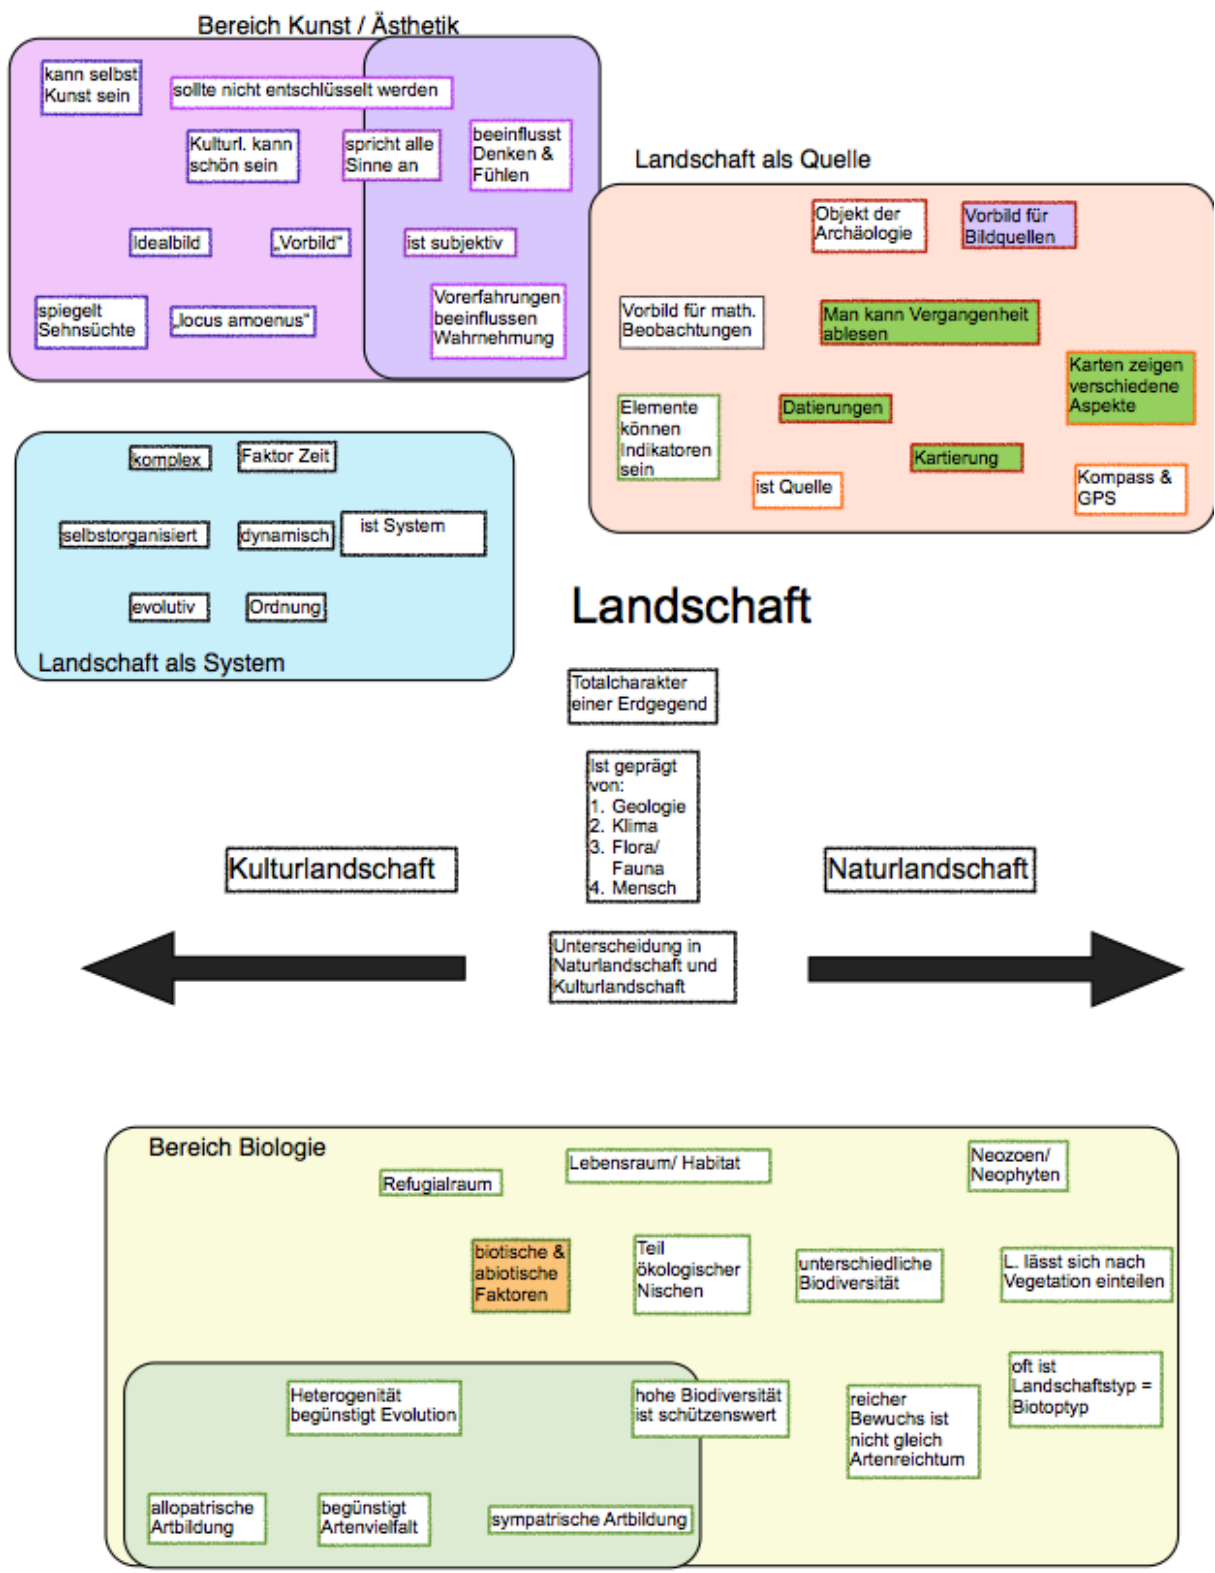 Bereich Kunst / Ästhetik
kann selbst
Kunst sein
sollte nicht entschlüsselt werden
Kulturl. kann
schön sein
spricht alle
Sinne an
beeinflusst
Denken &
Fühlen
Idealbild
„Vorbild“
ist subjektiv
spiegelt
Sehnsüchte
„locus amoenus“
Vorerfahrungen
beeinflussen
Wahrnehmung
Landschaft als Quelle
Objekt der
Archäologie
Vorbild für
Bildquellen
Vorbild für math.
Beobachtungen
Man kann Vergangenheit
ablesen
Karten zeigen
verschiedene
Aspekte
Elemente
können
Indikatoren
sein
Datierungen
Kartierung
ist Quelle
Kompass &
GPS
komplex
Faktor Zeit
selbstorganisiert
dynamisch
ist System
evolutiv
Ordnung
Landschaft als System
Landschaft
Totalcharakter
einer Erdgegend
Ist geprägt
von:
1. Geologie
2. Klima
3. Flora/
Fauna
4. Mensch
Kulturlandschaft
Naturlandschaft
Unterscheidung in
Naturlandschaft und
Kulturlandschaft
Bereich Biologie
Refugialraum
Lebensraum/ Habitat
Neozoen/
Neophyten
biotische &
abiotische
Faktoren
Teil
ökologischer
Nischen
unterschiedliche
Biodiversität
L. lässt sich nach
Vegetation einteilen
Heterogenität
begünstigt Evolution
hohe Biodiversität
ist schützenswert
reicher
Bewuchs ist
nicht gleich
Artenreichtum
oft ist
Landschaftstyp =
Biotoptyp
allopatrische
Artbildung
begünstigt
Artenvielfalt
sympatrische Artbildung